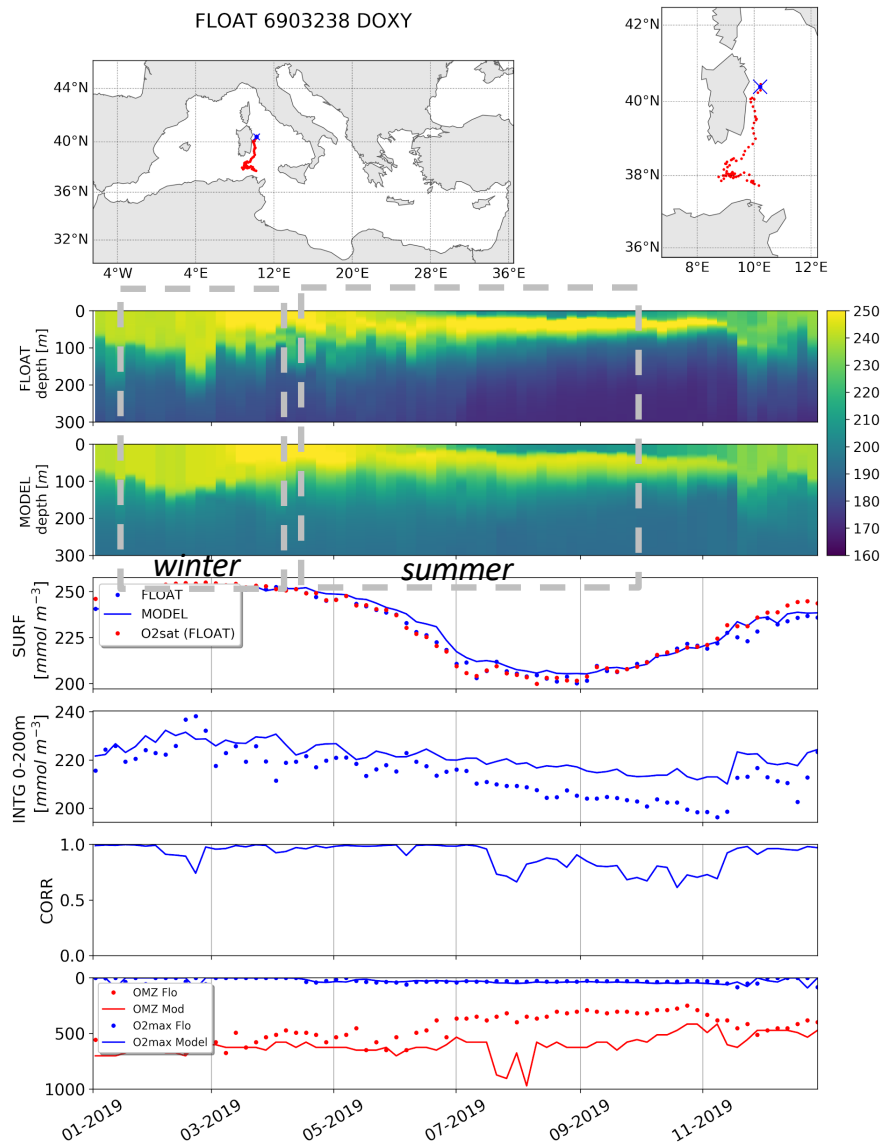 FLOAT 6903238 DOXY
44°N
40°N
36°N
32°N
4°W 4°E 12°E 20°E 28°E 36°E
42°N
40°N
38°N
36°N
8°E 10°E 12°E
FLOAT
depth [m]
0
100
200
300
MODEL
depth [m]
0
100
200
300
250
240
230
220
210
200
190
180
170
160
winter
summer
SURF
[mmol m⁻³]
250
225
200
FLOAT
MODEL
O2sat (FLOAT)
INTG 0-200m
[mmol m⁻³]
240
220
200
CORR
1.0
0.5
0.0
0
500
1000
OMZ Flo
OMZ Mod
O2max Flo
O2max Model
01-2019 03-2019 05-2019 07-2019 09-2019 11-2019